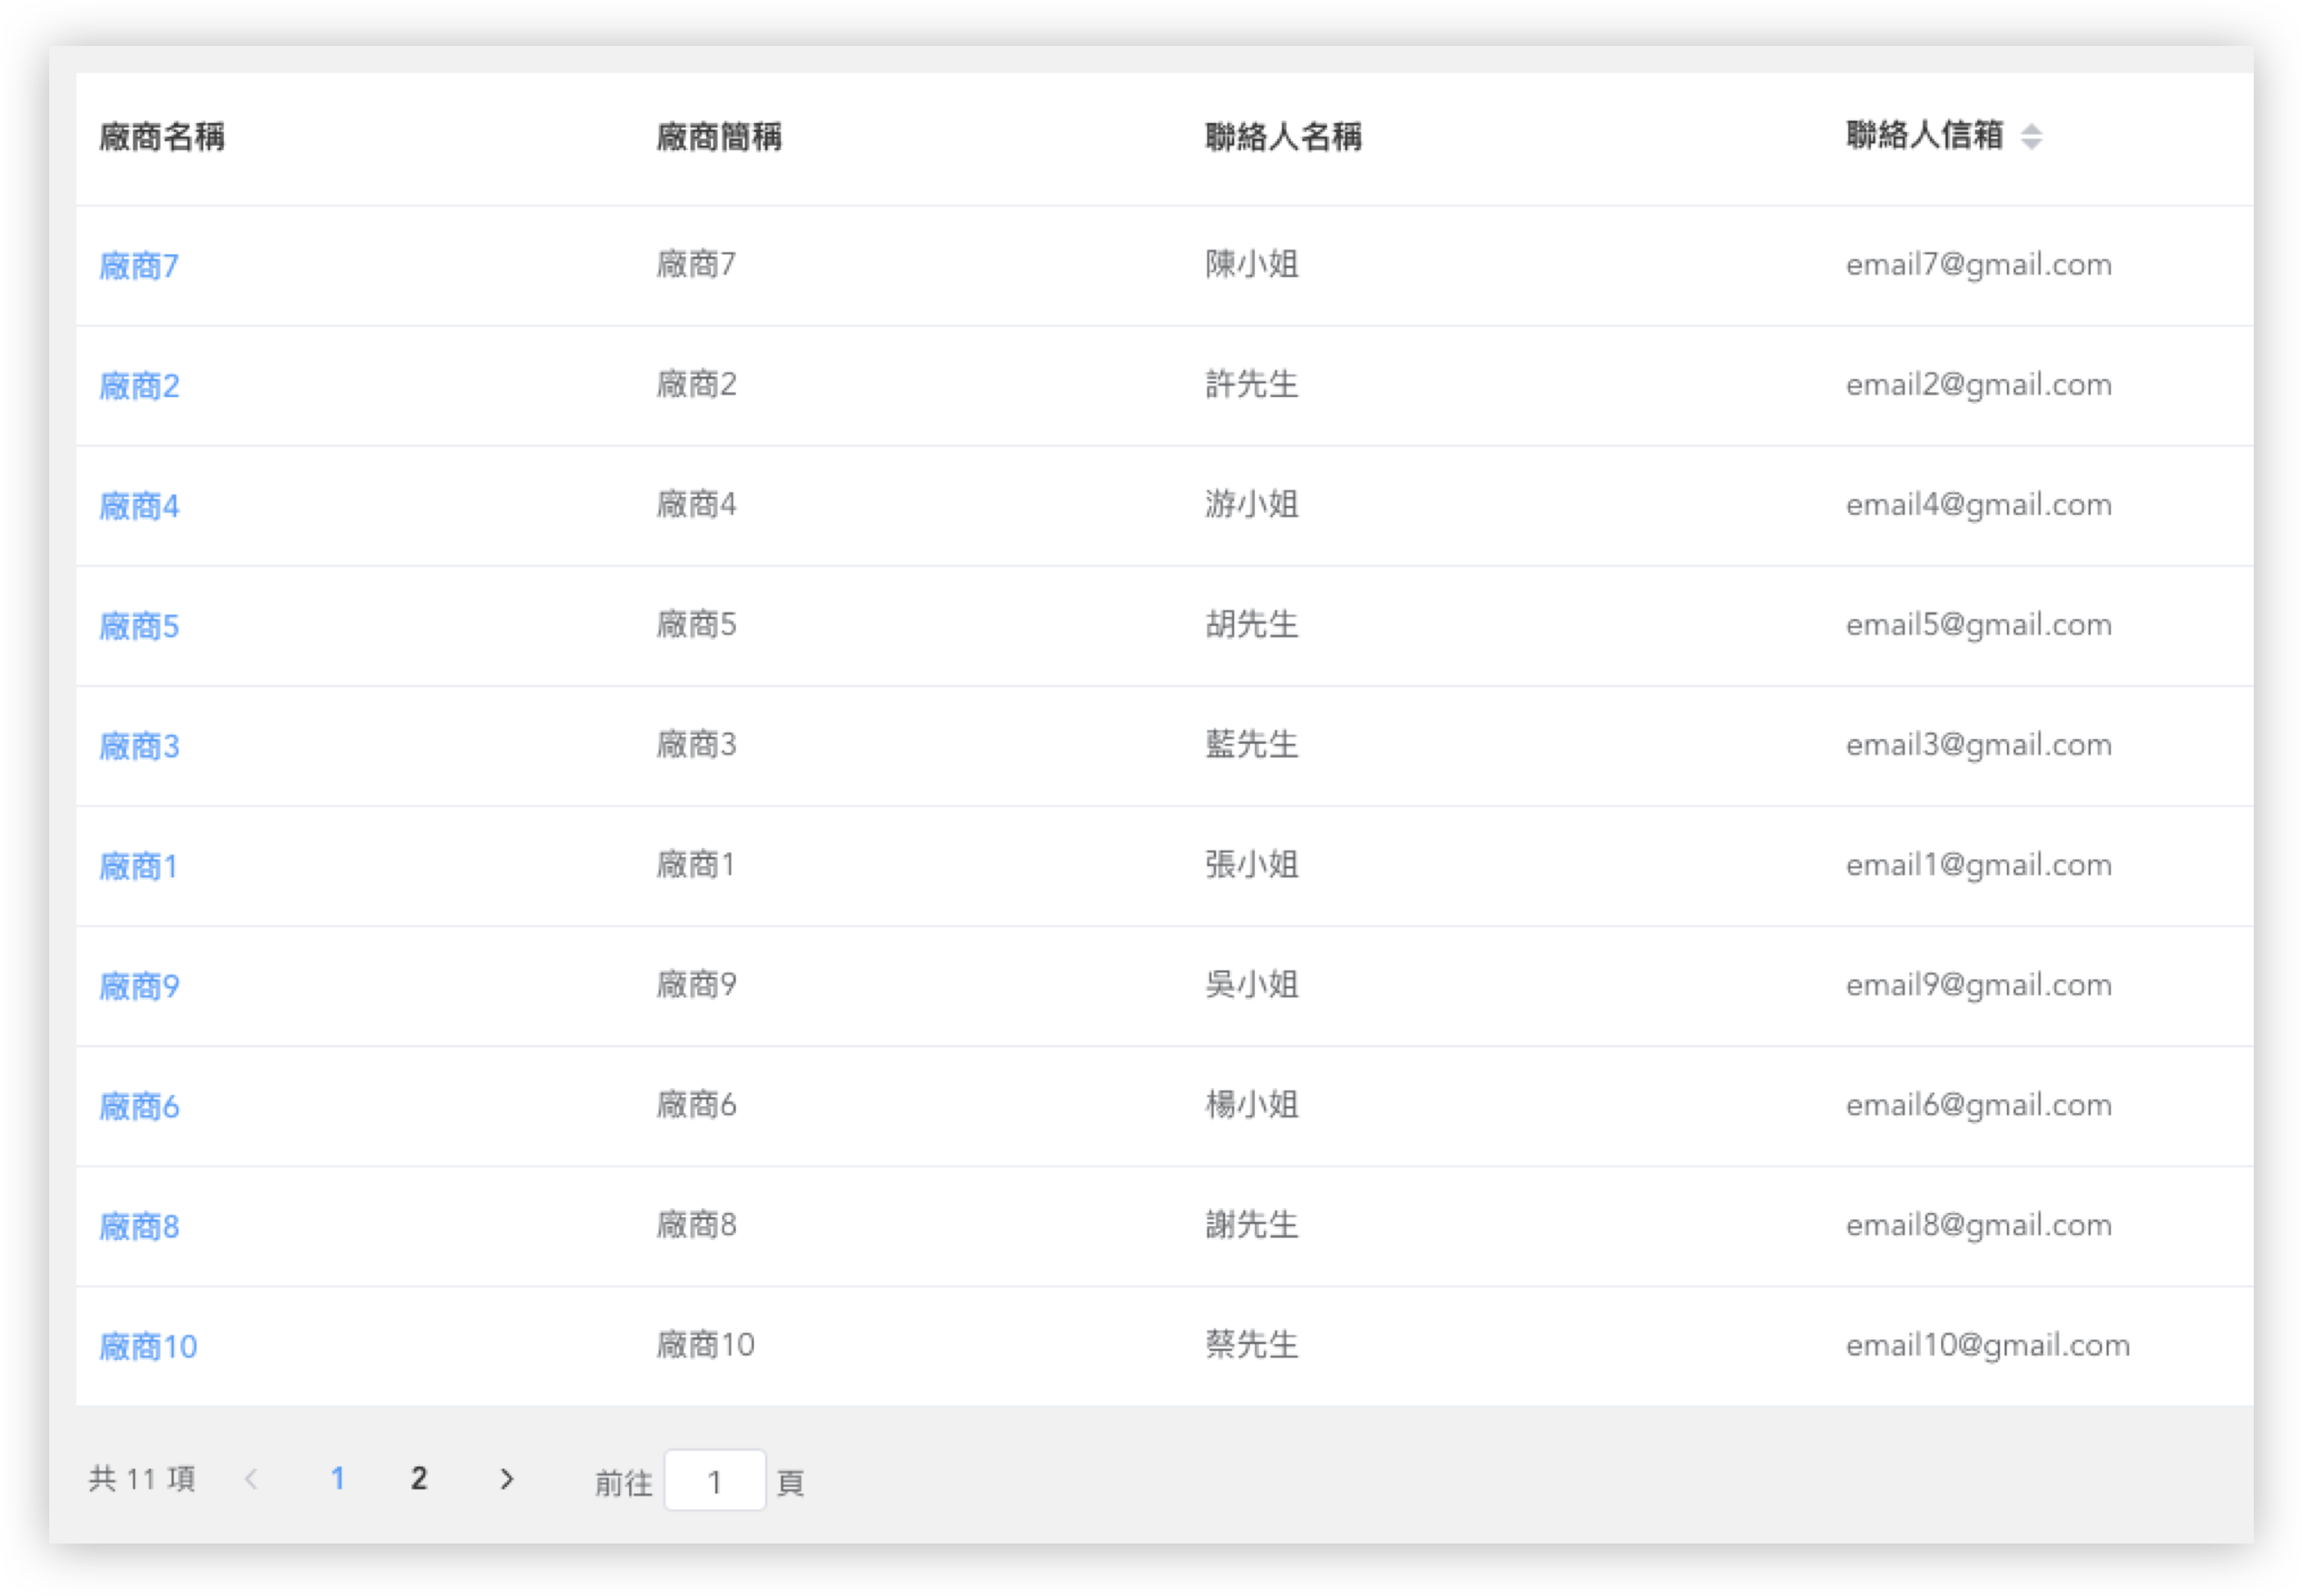 廠商名稱 廠商簡稱 聯絡人名稱 聯絡人信箱
廠商7 廠商7 陳小姐 email7@gmail.com
廠商2 廠商2 許先生 email2@gmail.com
廠商4 廠商4 游小姐 email4@gmail.com
廠商5 廠商5 胡先生 email5@gmail.com
廠商3 廠商3 藍先生 email3@gmail.com
廠商1 廠商1 張小姐 email1@gmail.com
廠商9 廠商9 吳小姐 email9@gmail.com
廠商6 廠商6 楊小姐 email6@gmail.com
廠商8 廠商8 謝先生 email8@gmail.com
廠商10 廠商10 蔡先生 email10@gmail.com
共 11 項 1 2 前往 1 頁